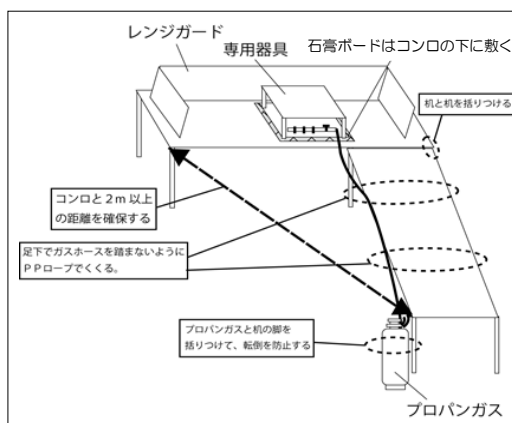 レンジガード
専用器具
石膏ボードはコンロの下に敷く
机と机を括りつける
コンロと2m以上
の距離を確保する
足下でガスホースを踏まないように
PPロープでくくる。
プロパンガスと机の脚を
括りつけて、転倒を防止する
プロパンガス